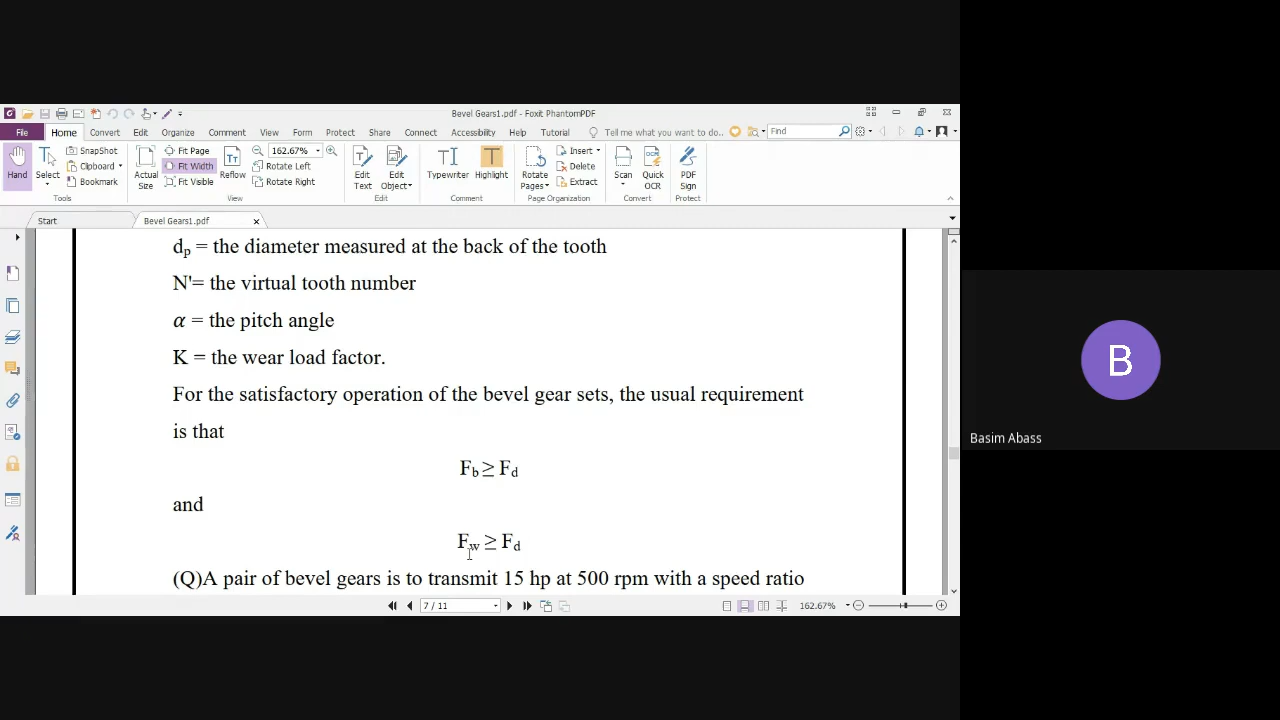 Bevel Gears1.pdf - Foxit PhantomPDF
File Home Convert Edit Organize Comment View Form Protect Share Connect Accessibility Help Tutorial Tell me what you want to do.. Find
Hand Select SnapShot Clipboard Bookmark Actual Size Fit Page Fit Width Fit Visible Reflow 162.67% Rotate Left Rotate Right Edit Text Edit Object Typewriter Highlight Rotate Pages Insert Delete Extract Scan Quick OCR PDF Sign
Tools View Edit Comment Page Organization Convert Protect
Start Bevel Gears1.pdf
dp = the diameter measured at the back of the tooth
N'= the virtual tooth number
α = the pitch angle
K = the wear load factor.
For the satisfactory operation of the bevel gear sets, the usual requirement
is that
Fb ≥ Fd
and
Fw ≥ Fd
(Q)A pair of bevel gears is to transmit 15 hp at 500 rpm with a speed ratio
7 / 11 162.67%
B
Basim Abass